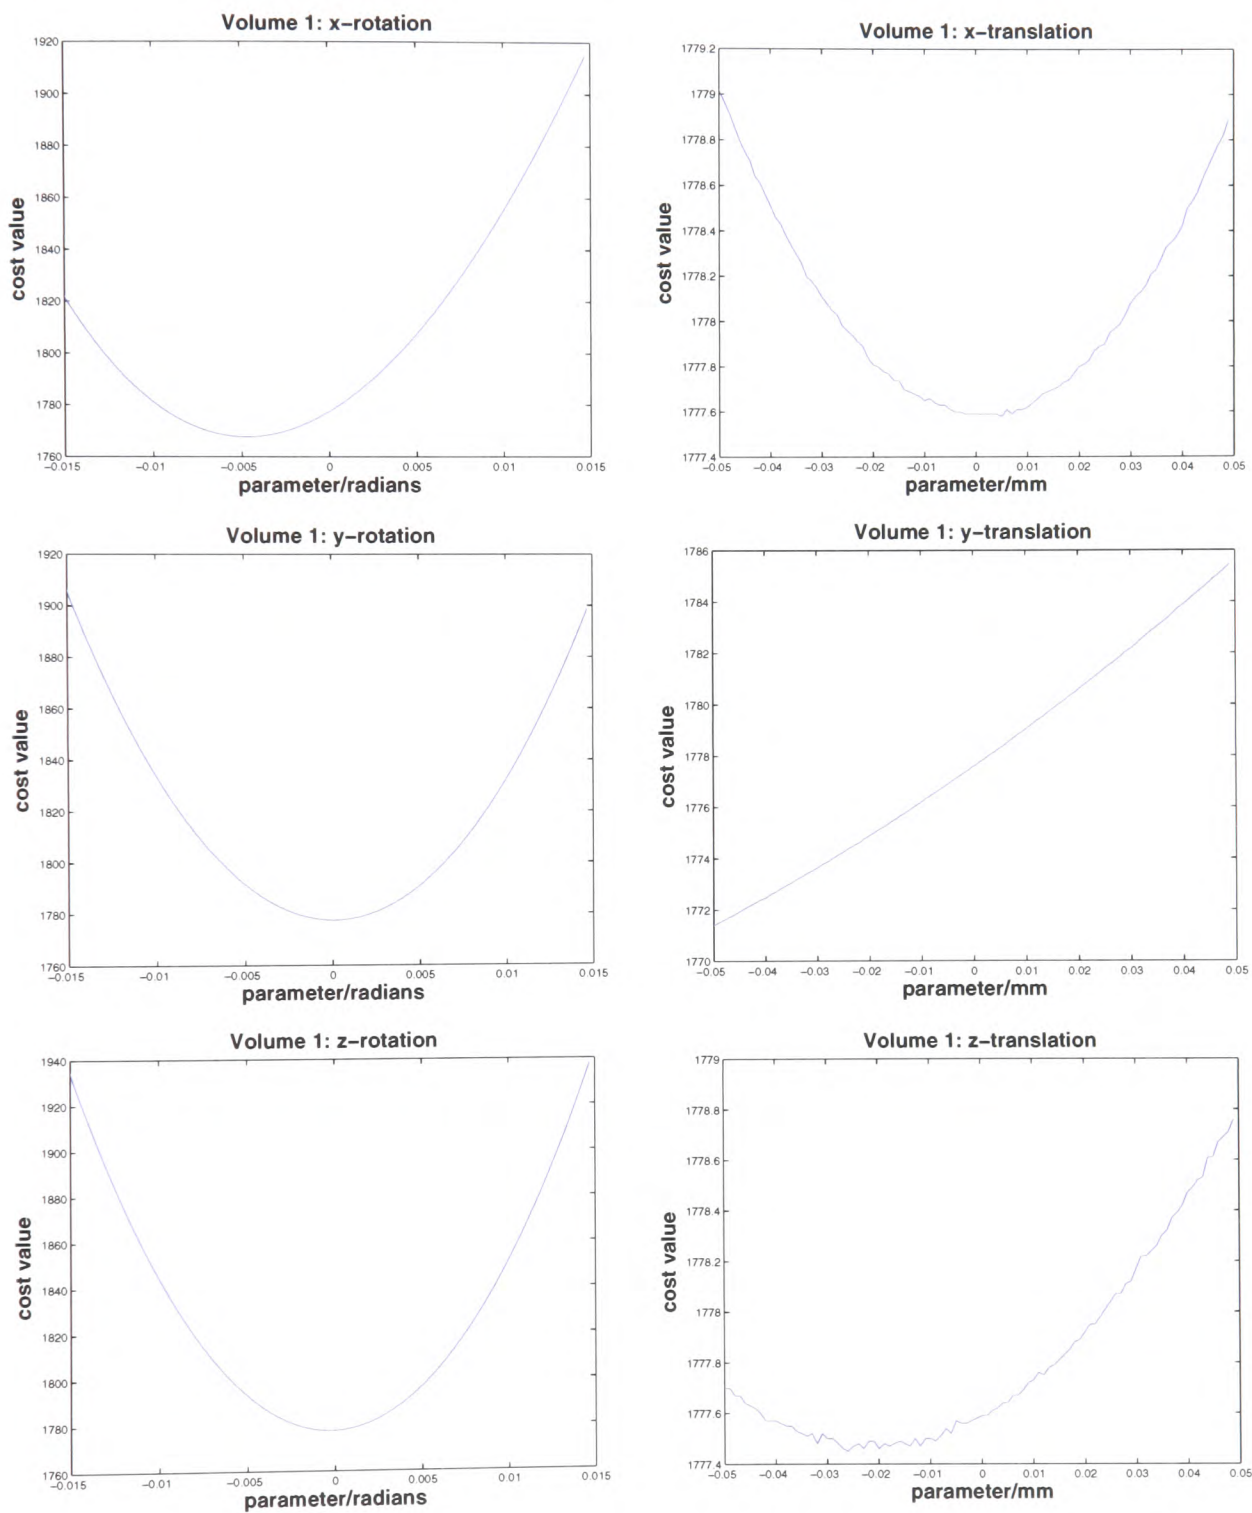 Volume 1: x−rotation
1920
1900
1880
1860
1840
1820
1800
1780
1760
cost value
−0.015 −0.01 −0.005 0 0.005 0.01 0.015
parameter/radians
Volume 1: x−translation
1779.2
1779
1778.8
1778.6
1778.4
1778.2
1778
1777.8
1777.6
1777.4
cost value
−0.05 −0.04 −0.03 −0.02 −0.01 0 0.01 0.02 0.03 0.04 0.05
parameter/mm
Volume 1: y−rotation
1920
1900
1880
1860
1840
1820
1800
1780
1760
cost value
−0.015 −0.01 −0.005 0 0.005 0.01 0.015
parameter/radians
Volume 1: y−translation
1786
1784
1782
1780
1778
1776
1774
1772
1770
cost value
−0.05 −0.04 −0.03 −0.02 −0.01 0 0.01 0.02 0.03 0.04 0.05
parameter/mm
Volume 1: z−rotation
1940
1920
1900
1880
1860
1840
1820
1800
1780
1760
cost value
−0.015 −0.01 −0.005 0 0.005 0.01 0.015
parameter/radians
Volume 1: z−translation
1779
1778.8
1778.6
1778.4
1778.2
1778
1777.8
1777.6
1777.4
cost value
−0.05 −0.04 −0.03 −0.02 −0.01 0 0.01 0.02 0.03 0.04 0.05
parameter/mm